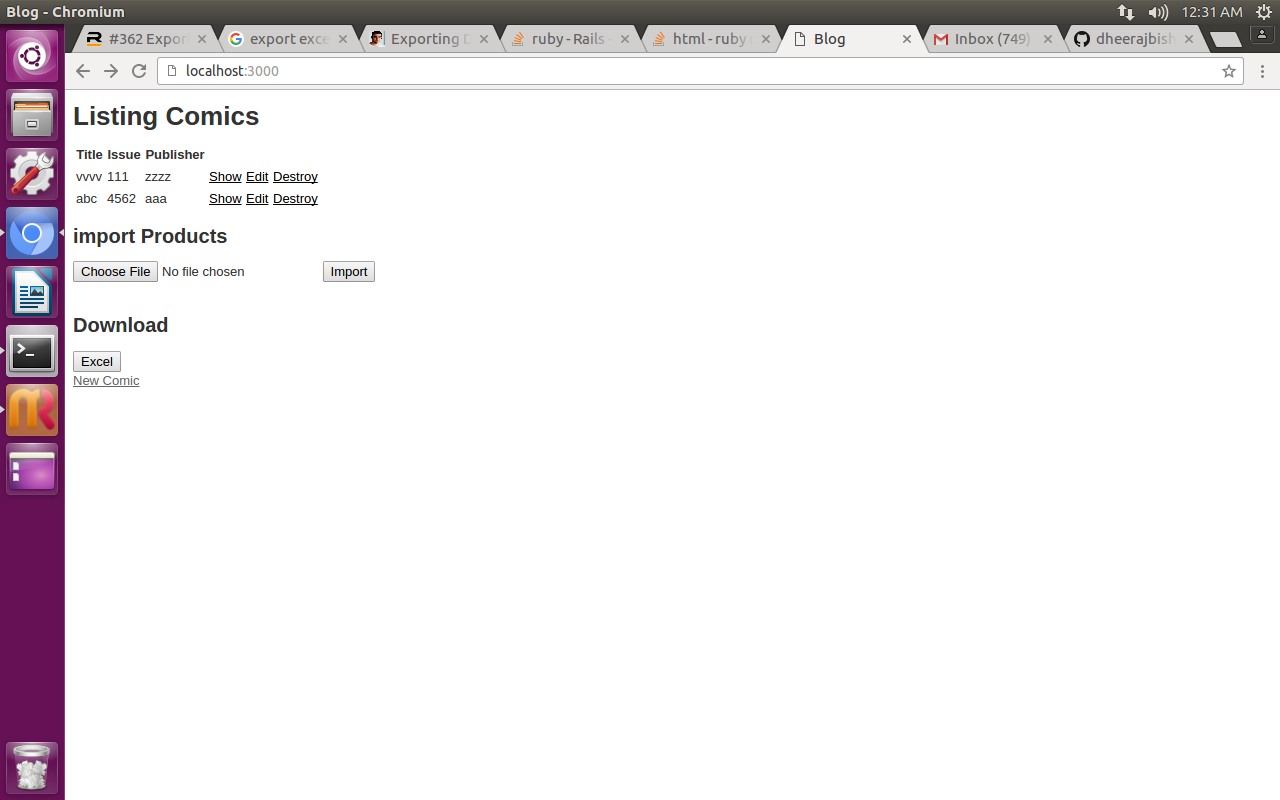 Blog - Chromium 12:31 AM
#362 Expor export exce Exporting D ruby - Rails - html - ruby o Blog Inbox (749) dheerajbish
localhost:3000
Listing Comics
Title Issue Publisher
vvvv 111 zzzz Show Edit Destroy
abc 4562 aaa Show Edit Destroy
import Products
Choose File No file chosen Import
Download
Excel
New Comic